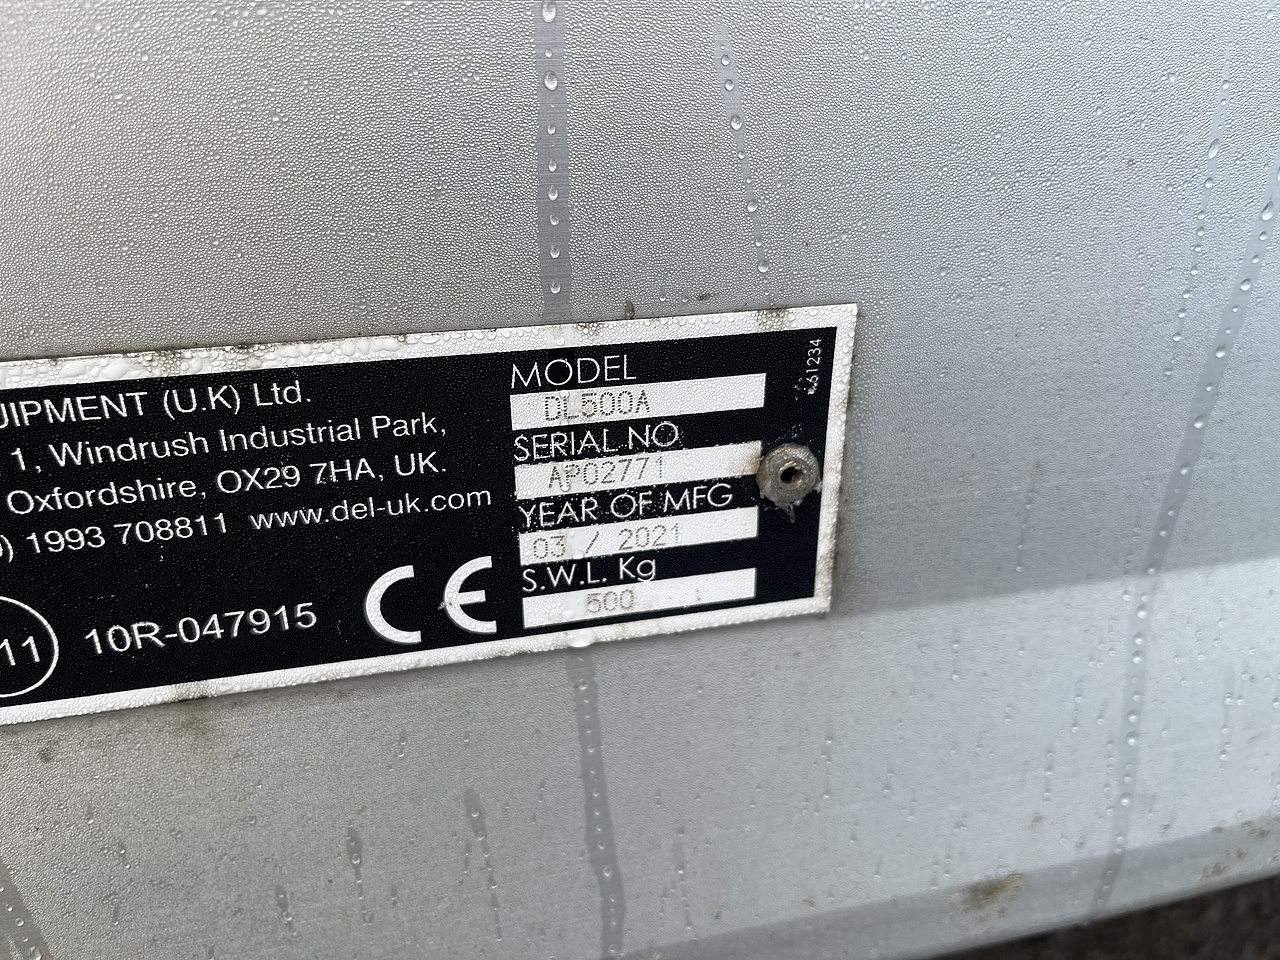 UIPMENT (U.K) Ltd.
1, Windrush Industrial Park,
Oxfordshire, OX29 7HA, UK.
) 1993 708811 www.del-uk.com
11
10R-047915
CE
MODEL
DL500A
SERIAL NO
AP02771
YEAR OF MFG
03 / 2021
S.W.L. Kg
500